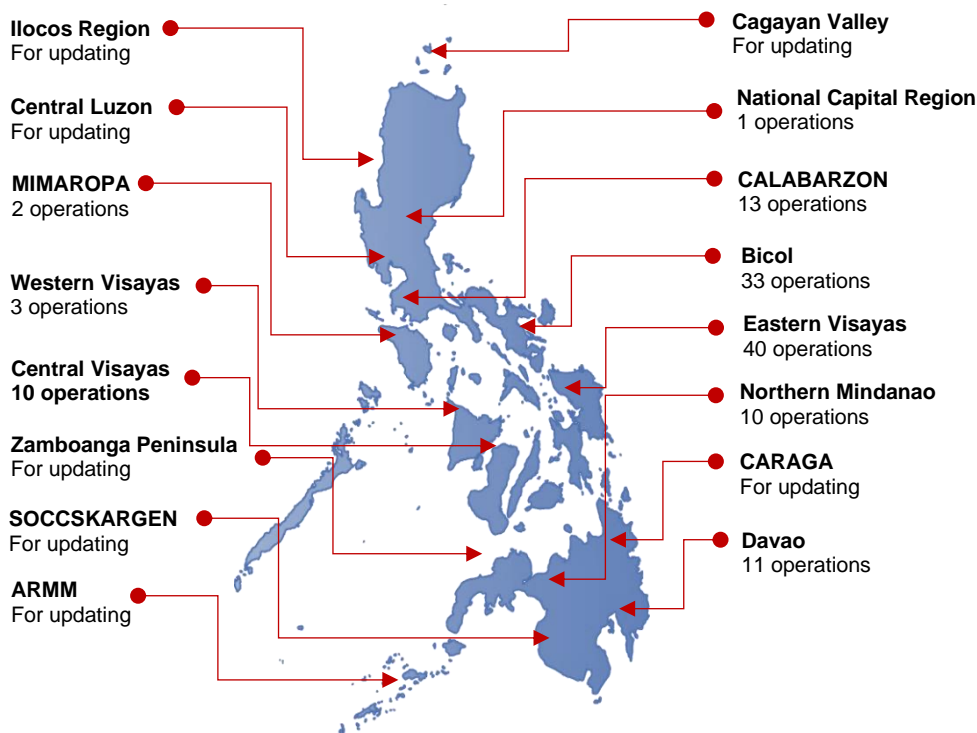 Ilocos Region
For updating
Central Luzon
For updating
MIMAROPA
2 operations
Western Visayas
3 operations
Central Visayas
10 operations
Zamboanga Peninsula
For updating
SOCCSKARGEN
For updating
ARMM
For updating
Cagayan Valley
For updating
National Capital Region
1 operations
CALABARZON
13 operations
Bicol
33 operations
Eastern Visayas
40 operations
Northern Mindanao
10 operations
CARAGA
For updating
Davao
11 operations